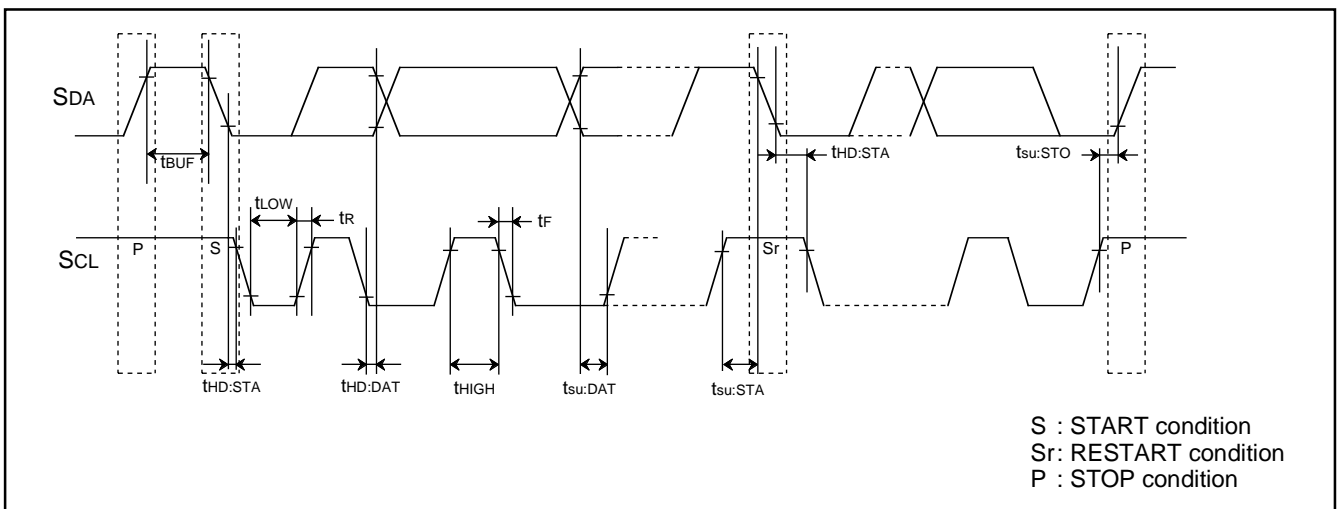 SDA
tBUF
tHD:STA
tsu:STO
tLOW
tR
tF
SCL
P
S
Sr
P
tHD:STA
tHD:DAT
tHIGH
tsu:DAT
tsu:STA
S : START condition
Sr: RESTART condition
P : STOP condition